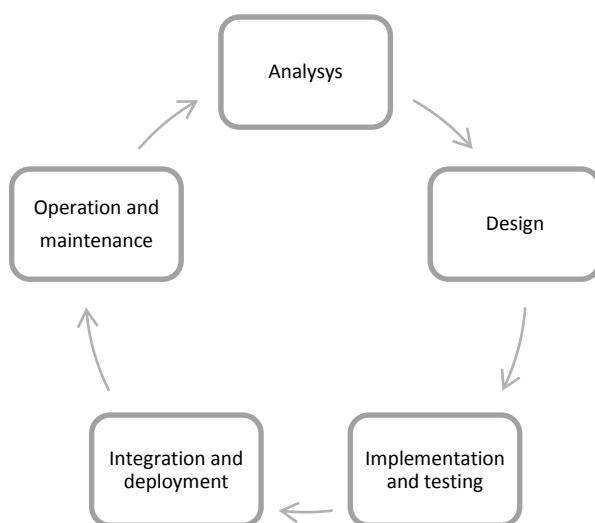 Analysys
Design
Implementation
and testing
Integration and
deployment
Operation and
maintenance